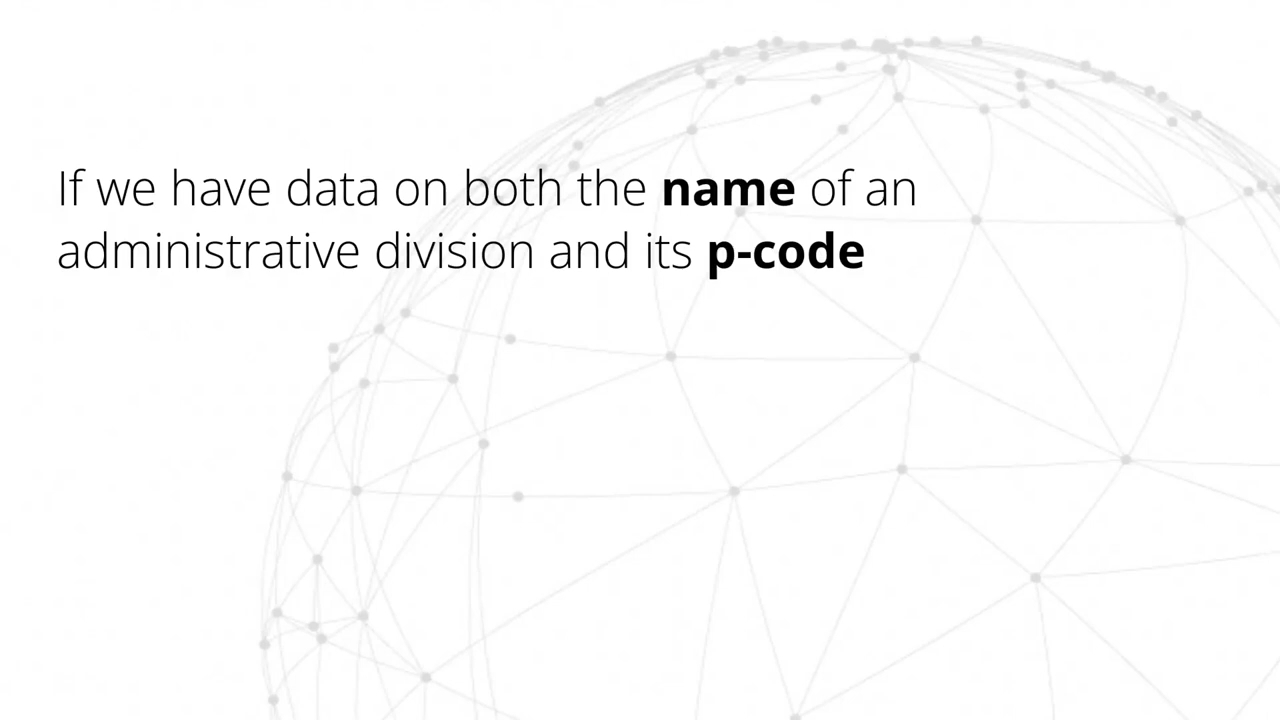 If we have data on both the name of an
administrative division and its p-code